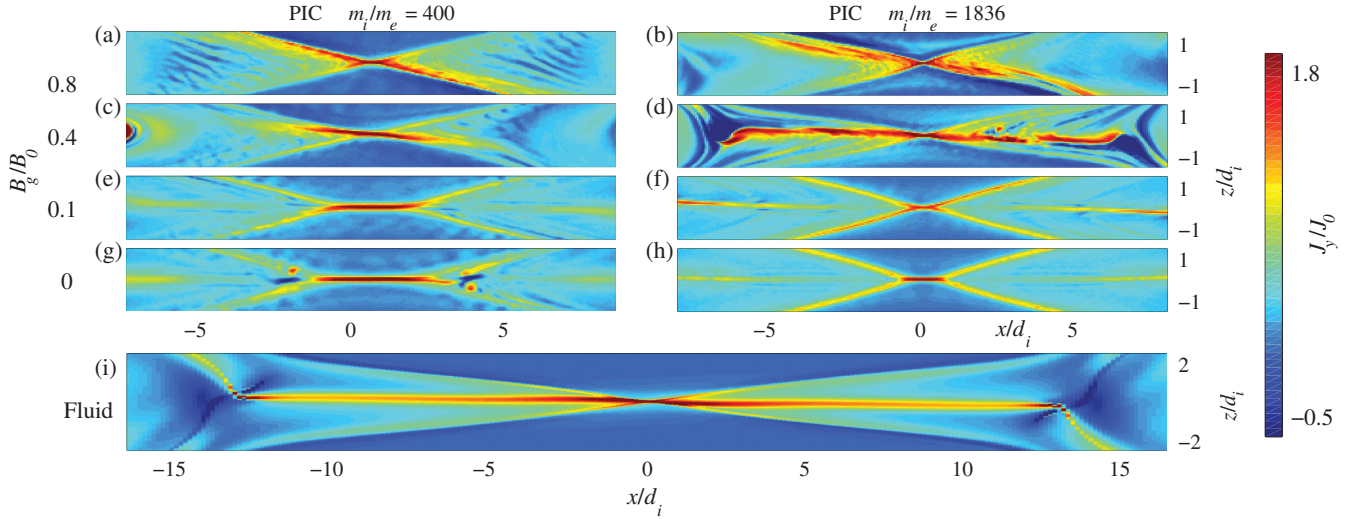 PIC m_i/m_e = 400
PIC m_i/m_e = 1836
(a)
(b)
0.8
1
−1
(c)
(d)
0.4
1
−1
B_g/B_0
(e)
(f)
0.1
1
−1
z/d_i
(g)
(h)
0
1
−1
−5
0
5
−5
0
x/d_i
5
(i)
Fluid
2
−2
z/d_i
−15
−10
−5
0
5
10
15
x/d_i
1.8
J_y/J_0
−0.5